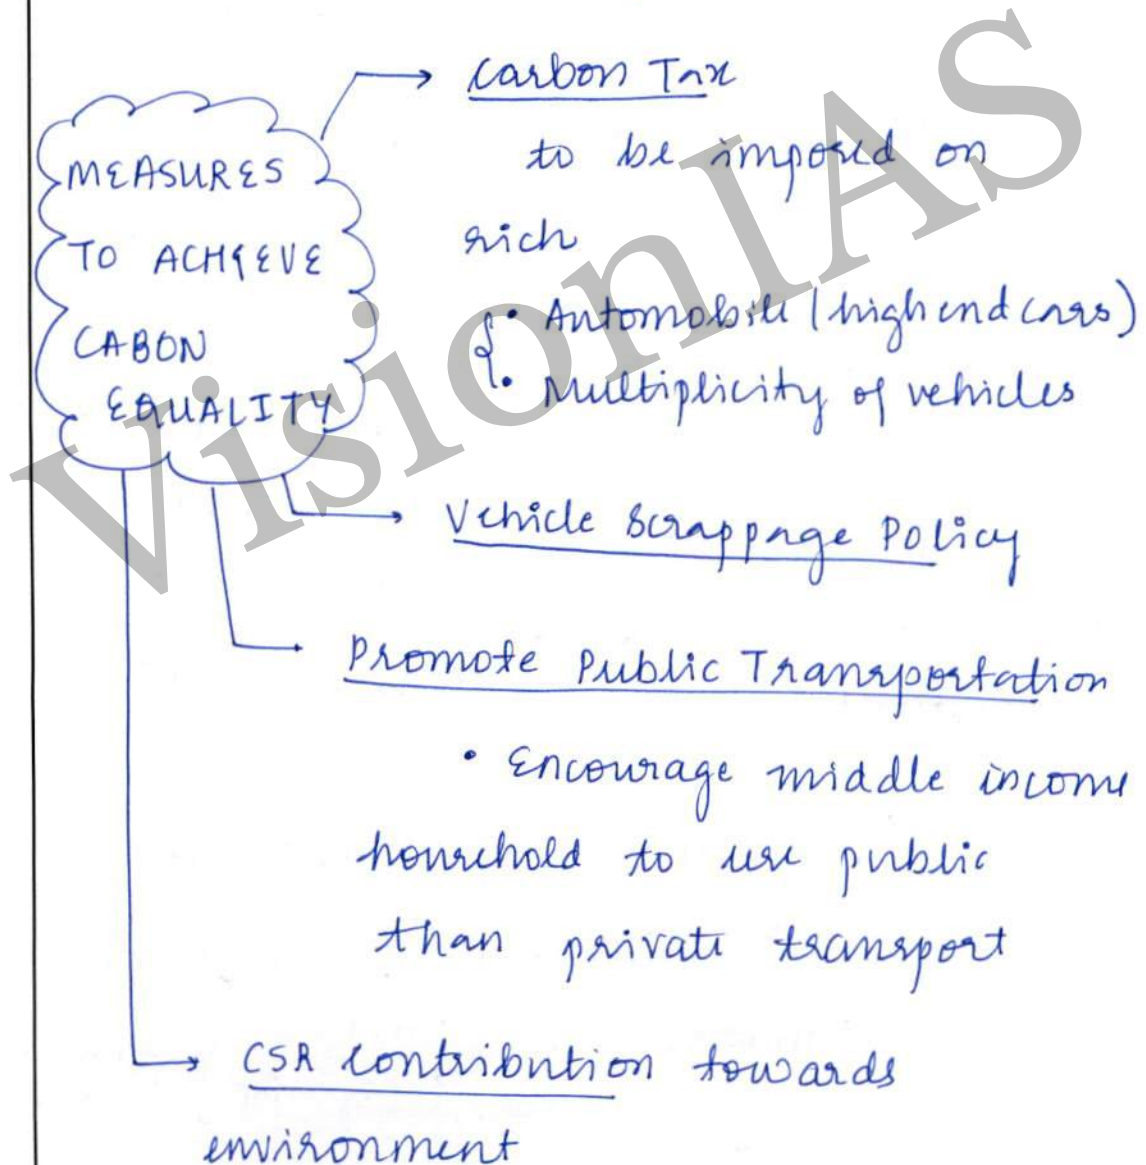 MEASURES
TO ACHIEVE
CABON
EQUALITY
Carbon Tax
to be imposed on
rich
• Automobile (high end cars)
• Multiplicity of vehicles
Vehicle Scrappage Policy
Promote Public Transportation
• Encourage middle income
household to use public
than private transport
CSR contribution towards
environment
VisionIAS